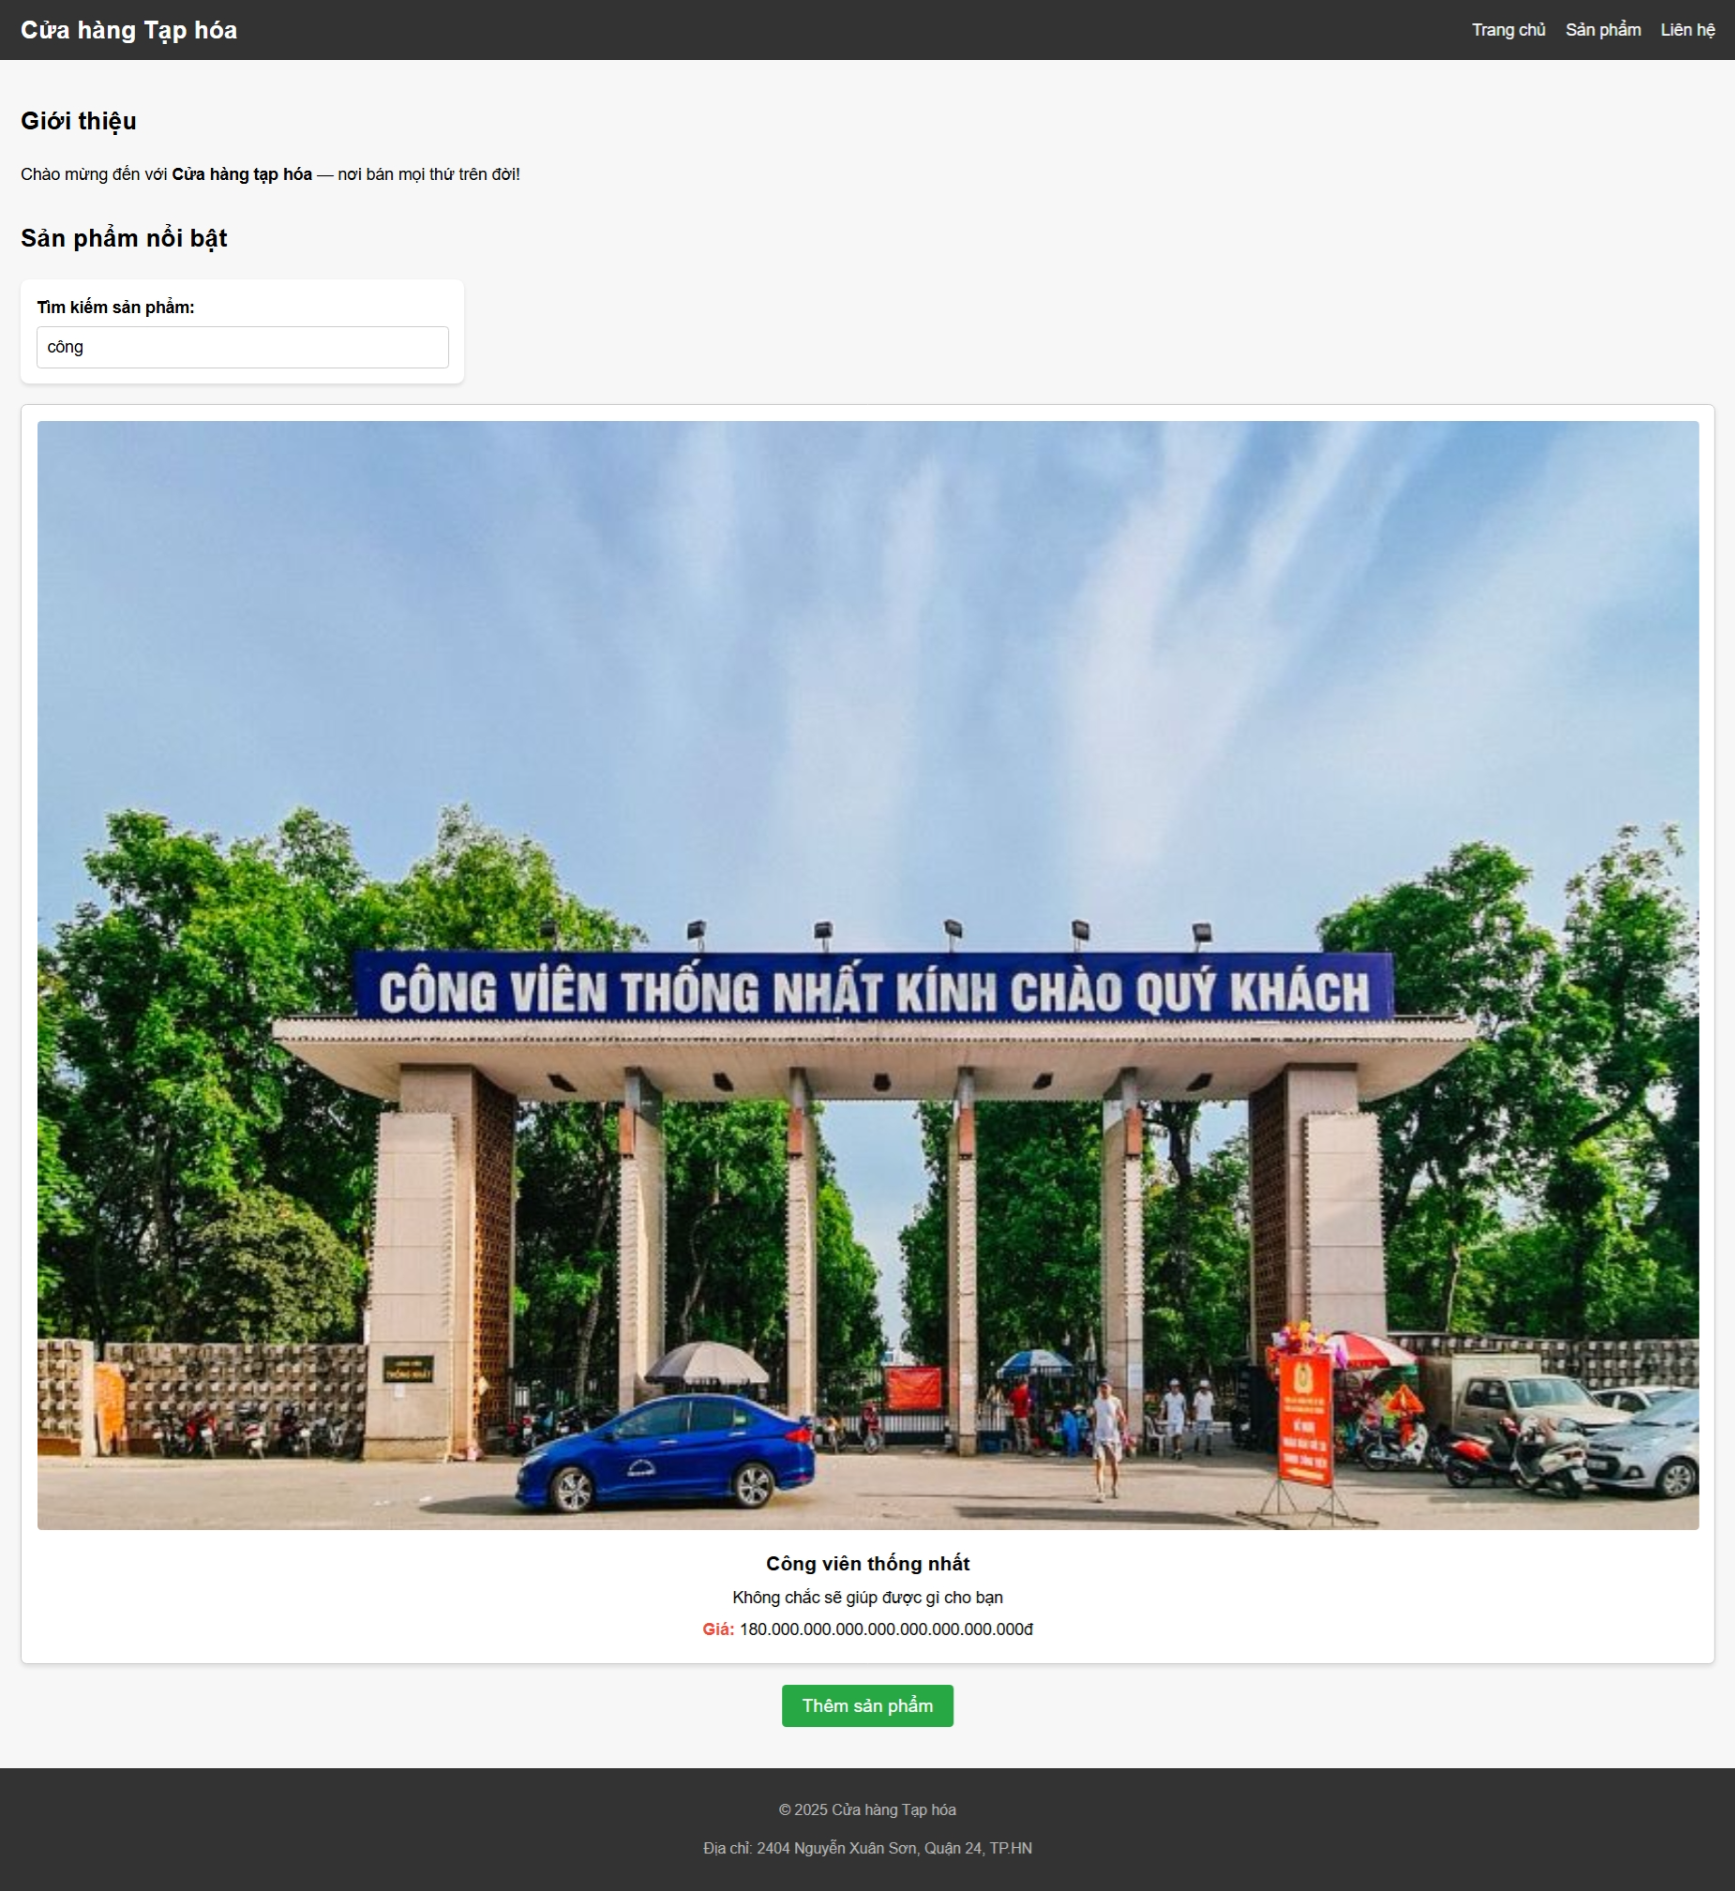 Cửa hàng Tạp hóa
Trang chủ Sản phẩm Liên hệ
Giới thiệu
Chào mừng đến với Cửa hàng tạp hóa — nơi bán mọi thứ trên đời!
Sản phẩm nổi bật
Tìm kiếm sản phẩm:
công
CÔNG VIÊN THỐNG NHẤT KÍNH CHÀO QUÝ KHÁCH
THỐNG NHẤT
Công viên thống nhất
Không chắc sẽ giúp được gì cho bạn
Giá: 180.000.000.000.000.000.000.000.000đ
Thêm sản phẩm
© 2025 Cửa hàng Tạp hóa
Địa chỉ: 2404 Nguyễn Xuân Sơn, Quận 24, TP.HN